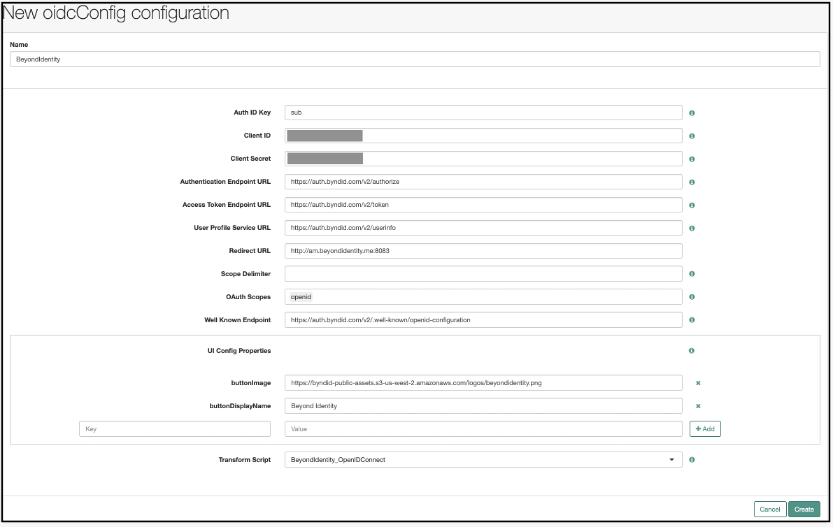 New oidcConfig configuration
Name
BeyondIdentity
Auth ID Key sub
Client ID
Client Secret
Authentication Endpoint URL https://auth.byndid.com/v2/authorize
Access Token Endpoint URL https://auth.byndid.com/v2/token
User Profile Service URL https://auth.byndid.com/v2/userinfo
Redirect URL http://am.beyondidentity.me:8083
Scope Delimiter
OAuth Scopes openid
Well Known Endpoint https://auth.byndid.com/v2/.well-known/openid-configuration
UI Config Properties
buttonImage https://byndid-public-assets.s3-us-west-2.amazonaws.com/logos/beyondidentity.png
buttonDisplayName Beyond Identity
Key Value + Add
Transform Script BeyondIdentity_OpenIDConnect
Cancel Create